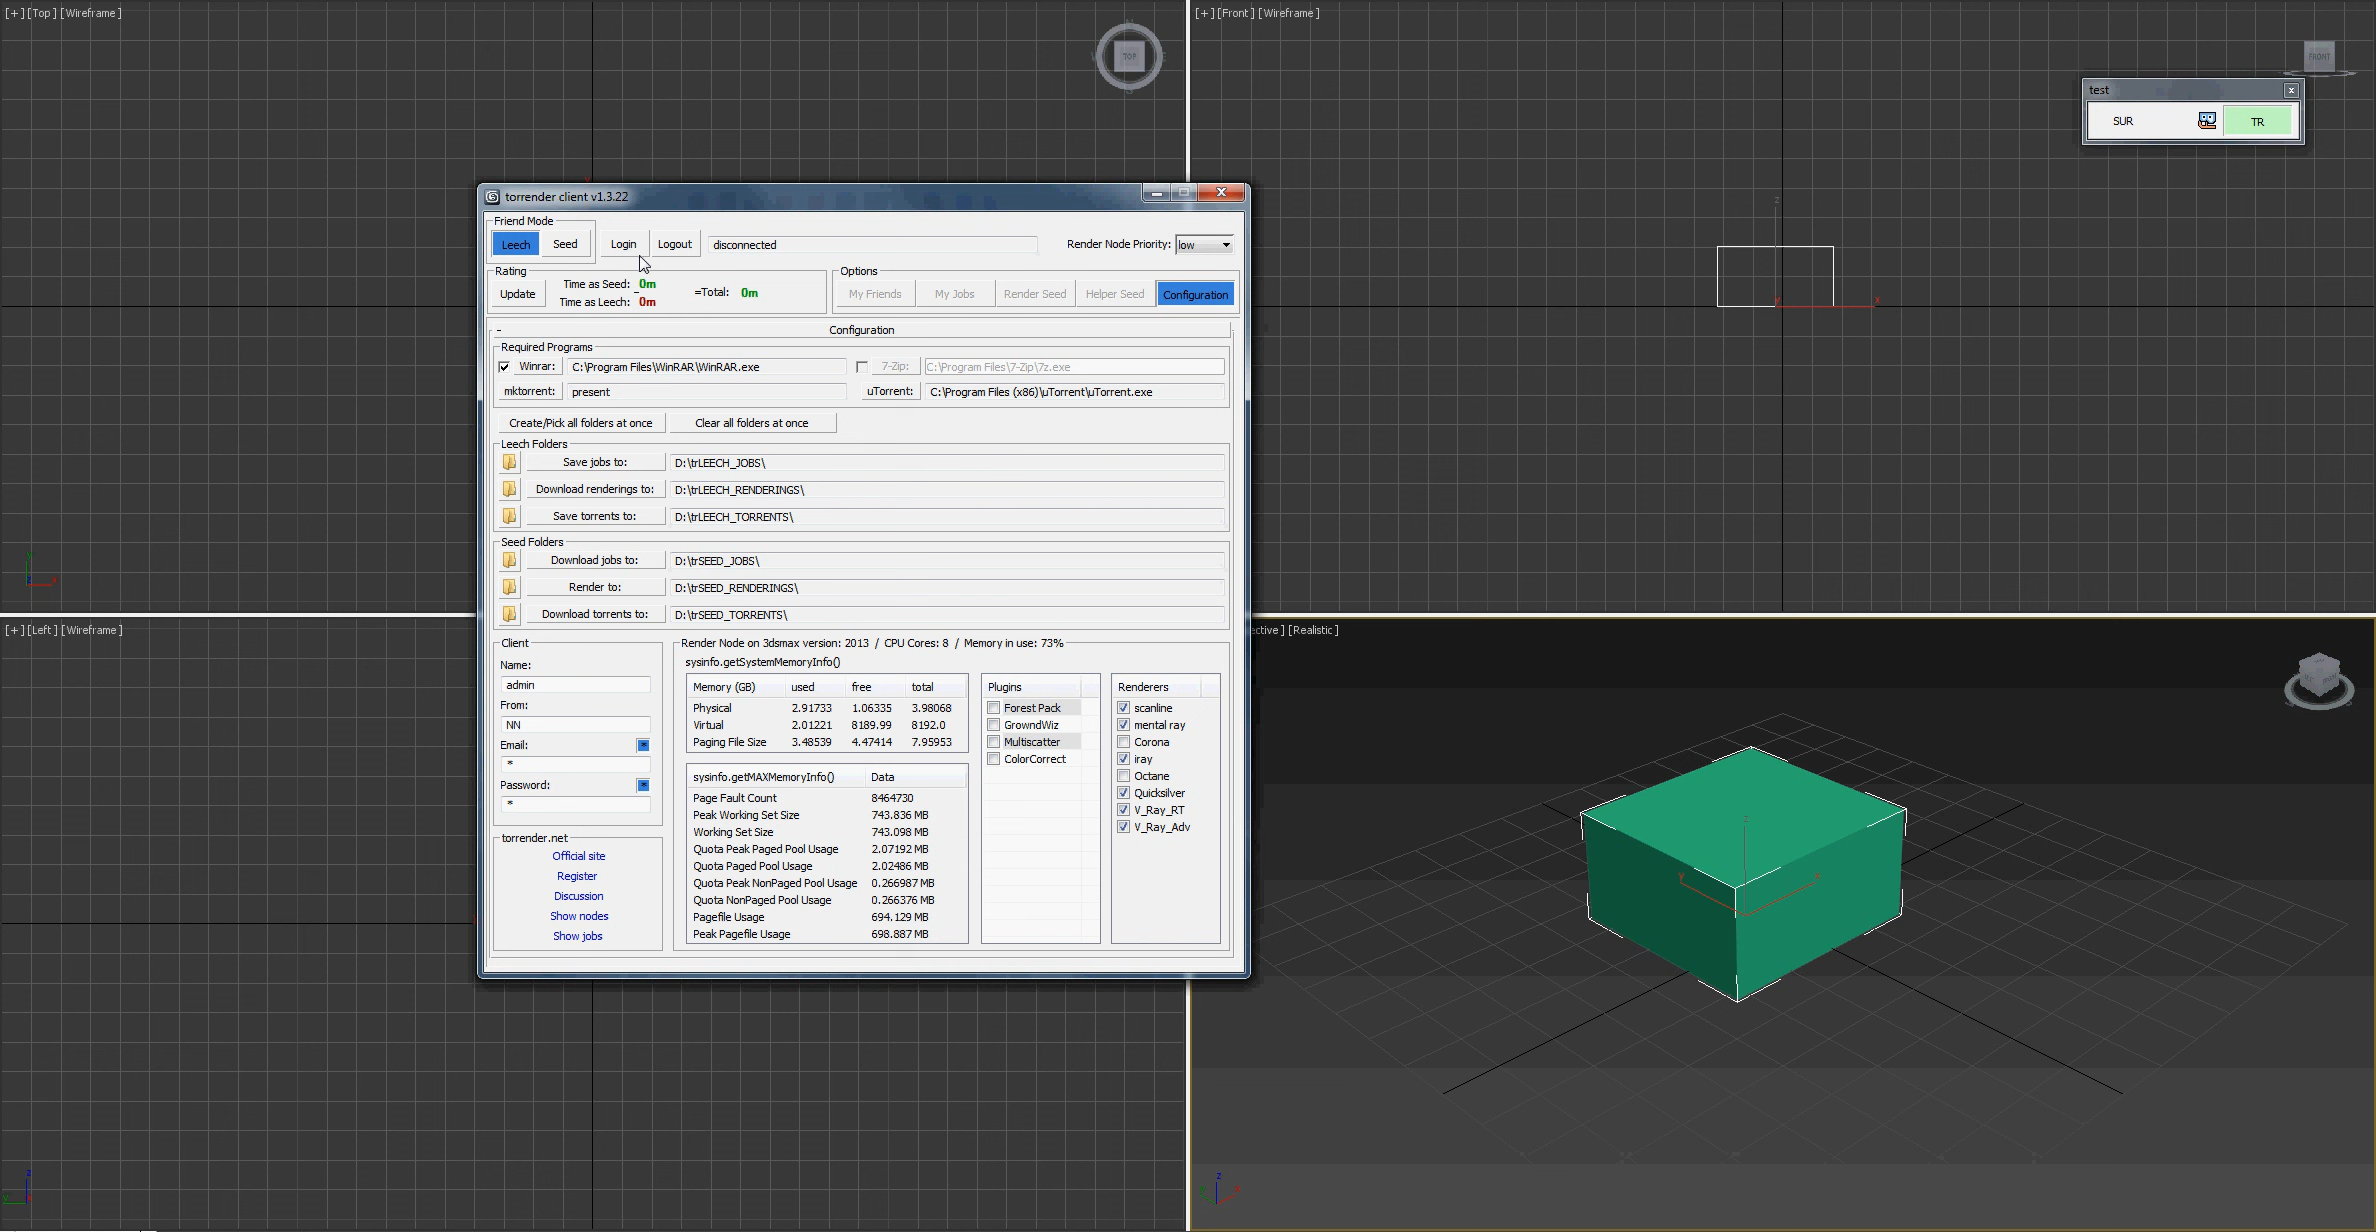 [+] [Top] [Wireframe]
TOP
[+] [Front] [Wireframe]
FRONT
test
SUR TR
torrender client v1.3.22
Friend Mode
Leech Seed Login Logout disconnected Render Node Priority: low
Rating
Update
Time as Seed: 0m
Time as Leech: 0m
=Total: 0m
Options
My Friends My Jobs Render Seed Helper Seed Configuration
- Configuration
Required Programs
Winrar: C:\Program Files\WinRAR\WinRAR.exe 7-Zip: C:\Program Files\7-Zip\7z.exe
mktorrent: present uTorrent: C:\Program Files (x86)\uTorrent\uTorrent.exe
Create/Pick all folders at once Clear all folders at once
Leech Folders
Save jobs to: D:\trLEECH_JOBS\
Download renderings to: D:\trLEECH_RENDERINGS\
Save torrents to: D:\trLEECH_TORRENTS\
Seed Folders
Download jobs to: D:\trSEED_JOBS\
Render to: D:\trSEED_RENDERINGS\
Download torrents to: D:\trSEED_TORRENTS\
Client
Name:
admin
From:
NN
Email: *
*
Password: *
*
torrender.net
Official site
Register
Discussion
Show nodes
Show jobs
Render Node on 3dsmax version: 2013 / CPU Cores: 8 / Memory in use: 73%
sysinfo.getSystemMemoryInfo()
Memory (GB) used free total
Physical 2.91733 1.06335 3.98068
Virtual 2.01221 8189.99 8192.0
Paging File Size 3.48539 4.47414 7.95953
sysinfo.getMAXMemoryInfo() Data
Page Fault Count 8464730
Peak Working Set Size 743.836 MB
Working Set Size 743.098 MB
Quota Peak Paged Pool Usage 2.07192 MB
Quota Paged Pool Usage 2.02486 MB
Quota Peak NonPaged Pool Usage 0.266987 MB
Quota NonPaged Pool Usage 0.266376 MB
Pagefile Usage 694.129 MB
Peak Pagefile Usage 698.887 MB
Plugins
Forest Pack
GrowndWiz
Multiscatter
ColorCorrect
Renderers
scanline
mental ray
Corona
iray
Octane
Quicksilver
V_Ray_RT
V_Ray_Adv
[+] [Left] [Wireframe]
ctive] [Realistic]